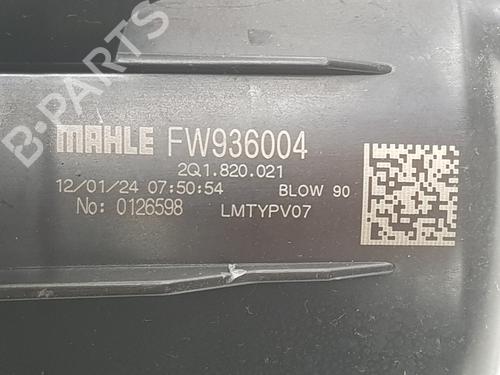 B-PARTS
MAHLE FW936004
2Q1.820.021
12/01/24 07:50:54 BLOW 90
No: 0126598 LMTYPV07